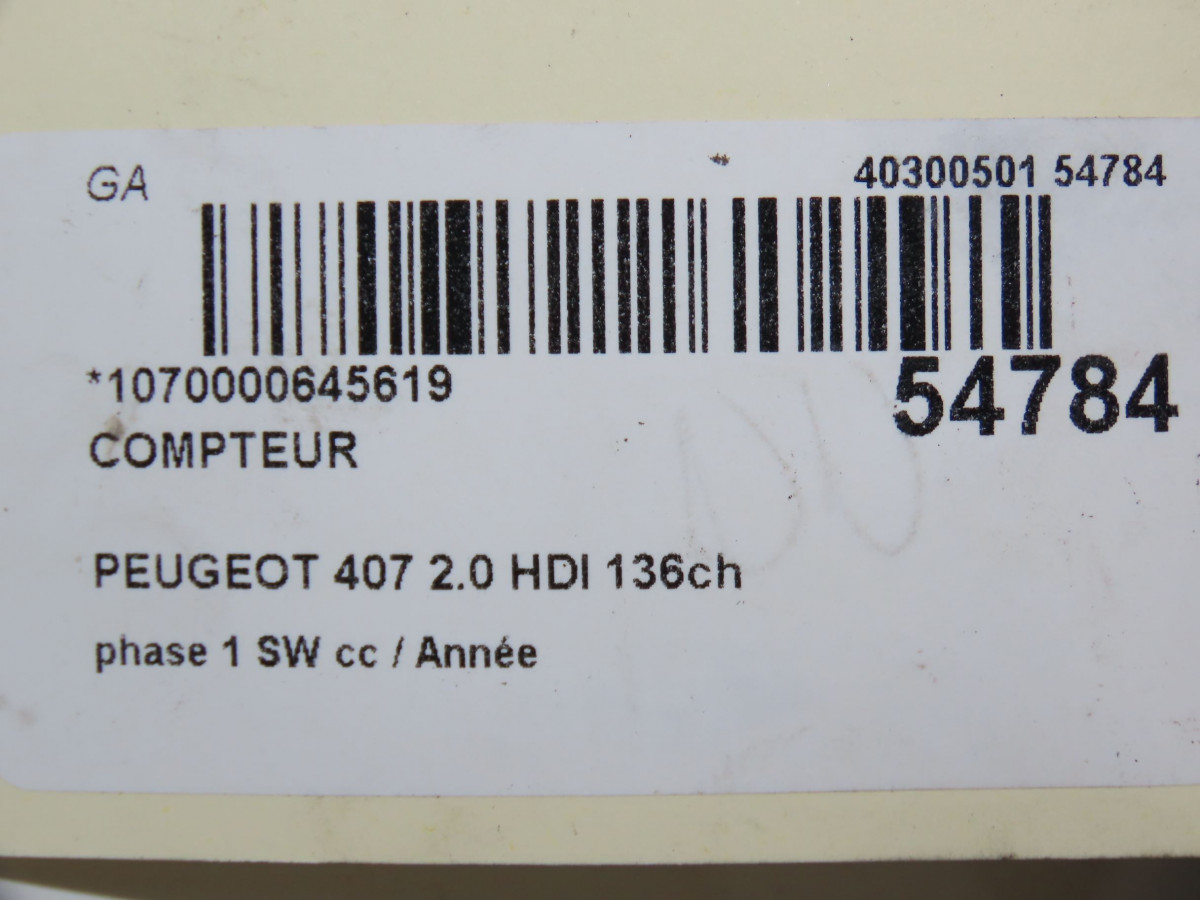 GA
40300501 54784
*1070000645619
54784
COMPTEUR
PEUGEOT 407 2.0 HDI 136ch
phase 1 SW cc / Année